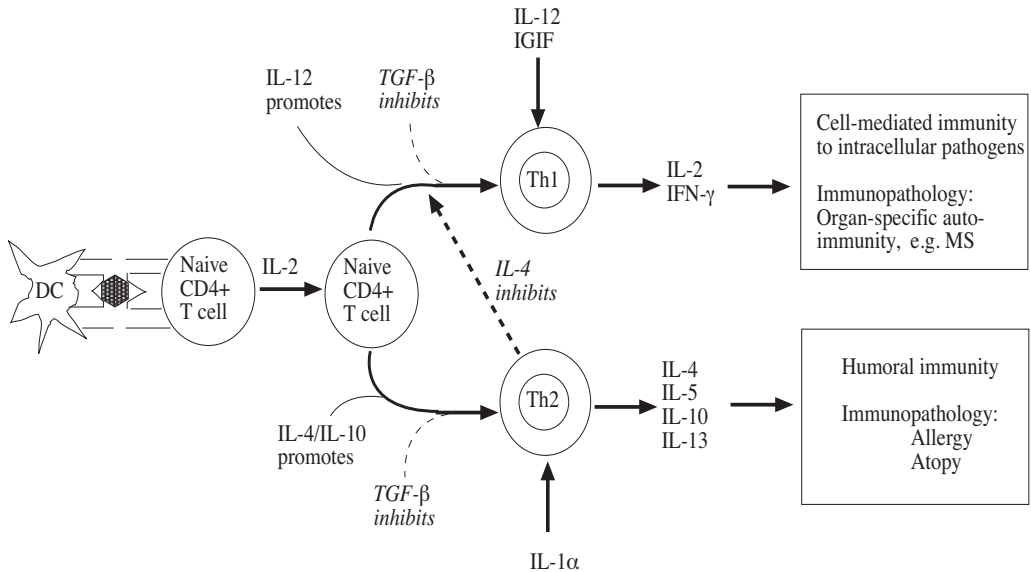 IL-12
IGIF
IL-12
promotes
TGF-β
inhibits
Th1
IL-2
IFN-γ
Cell-mediated immunity
to intracellular pathogens
Immunopathology:
Organ-specific auto-
immunity, e.g. MS
DC
Naive
CD4+
T cell
IL-2
Naive
CD4+
T cell
IL-4
inhibits
Th2
IL-4
IL-5
IL-10
IL-13
Humoral immunity
Immunopathology:
Allergy
Atopy
IL-4/IL-10
promotes
TGF-β
inhibits
IL-1α